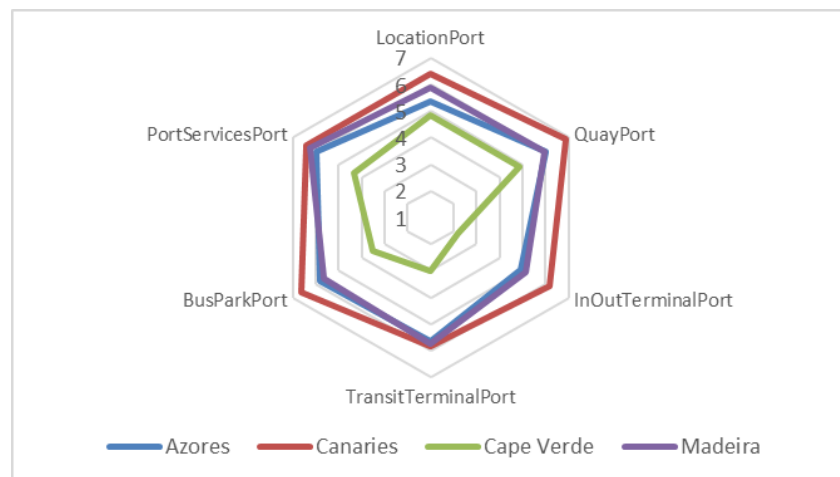 LocationPort
7
6
5
4
3
2
1
PortServicesPort
QuayPort
BusParkPort
InOutTerminalPort
TransitTerminalPort
Azores Canaries Cape Verde Madeira